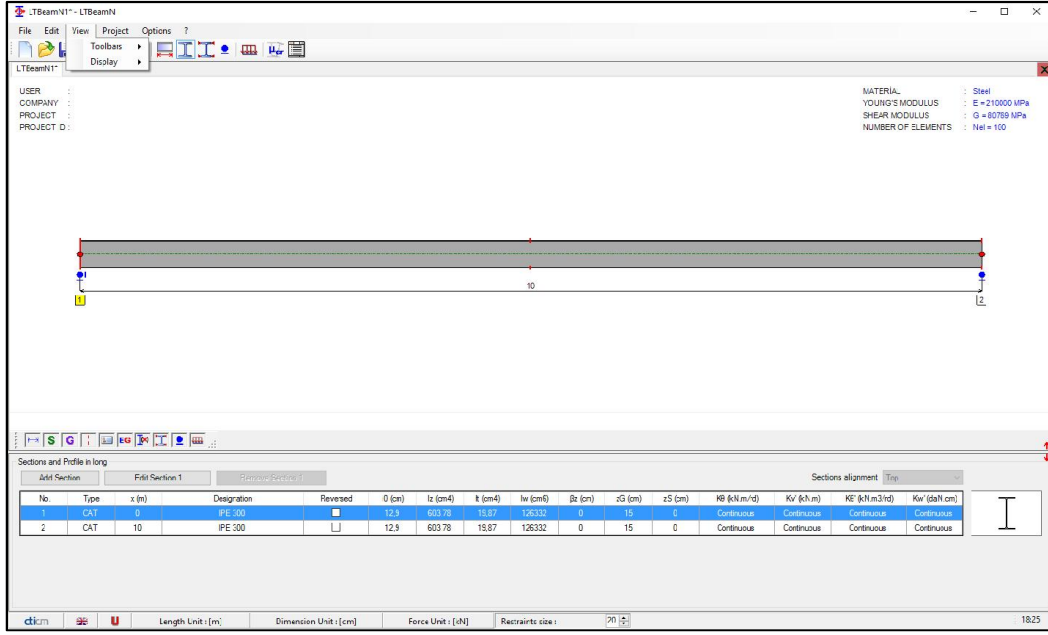 LTBeamN1* - LTBeamN
File Edit View Project Options ?
Toolbars
Display
LTBeamN1*
USER :
COMPANY :
PROJECT :
PROJECT D :
MATERIAL : Steel
YOUNG'S MODULUS : E = 210000 MPa
SHEAR MODULUS : G = 80769 MPa
NUMBER OF ELEMENTS : Nel = 100
10
1
2
S G EG
Sections and Profile in long
Add Section Edit Section 1 Remove Section 1 Sections alignment Top
No. Type x (m) Designation Reversed Iz (cm4) It (cm4) Iw (cm6) βz (cm) zG (cm) zS (cm) Kθ (kN.m/rd) Kv' (kN.m) Kθ' (kN.m3/rd) Kw' (daN.cm)
1 CAT 0 IPE 300 12,9 603 78 19,87 126332 0 15 0 Continuous Continuous Continuous Continuous
2 CAT 10 IPE 300 12,9 603 78 19,87 126332 0 15 0 Continuous Continuous Continuous Continuous
cticm U Length Unit : [m] Dimension Unit : [cm] Force Unit : [kN] Restraints size : 20 18:25